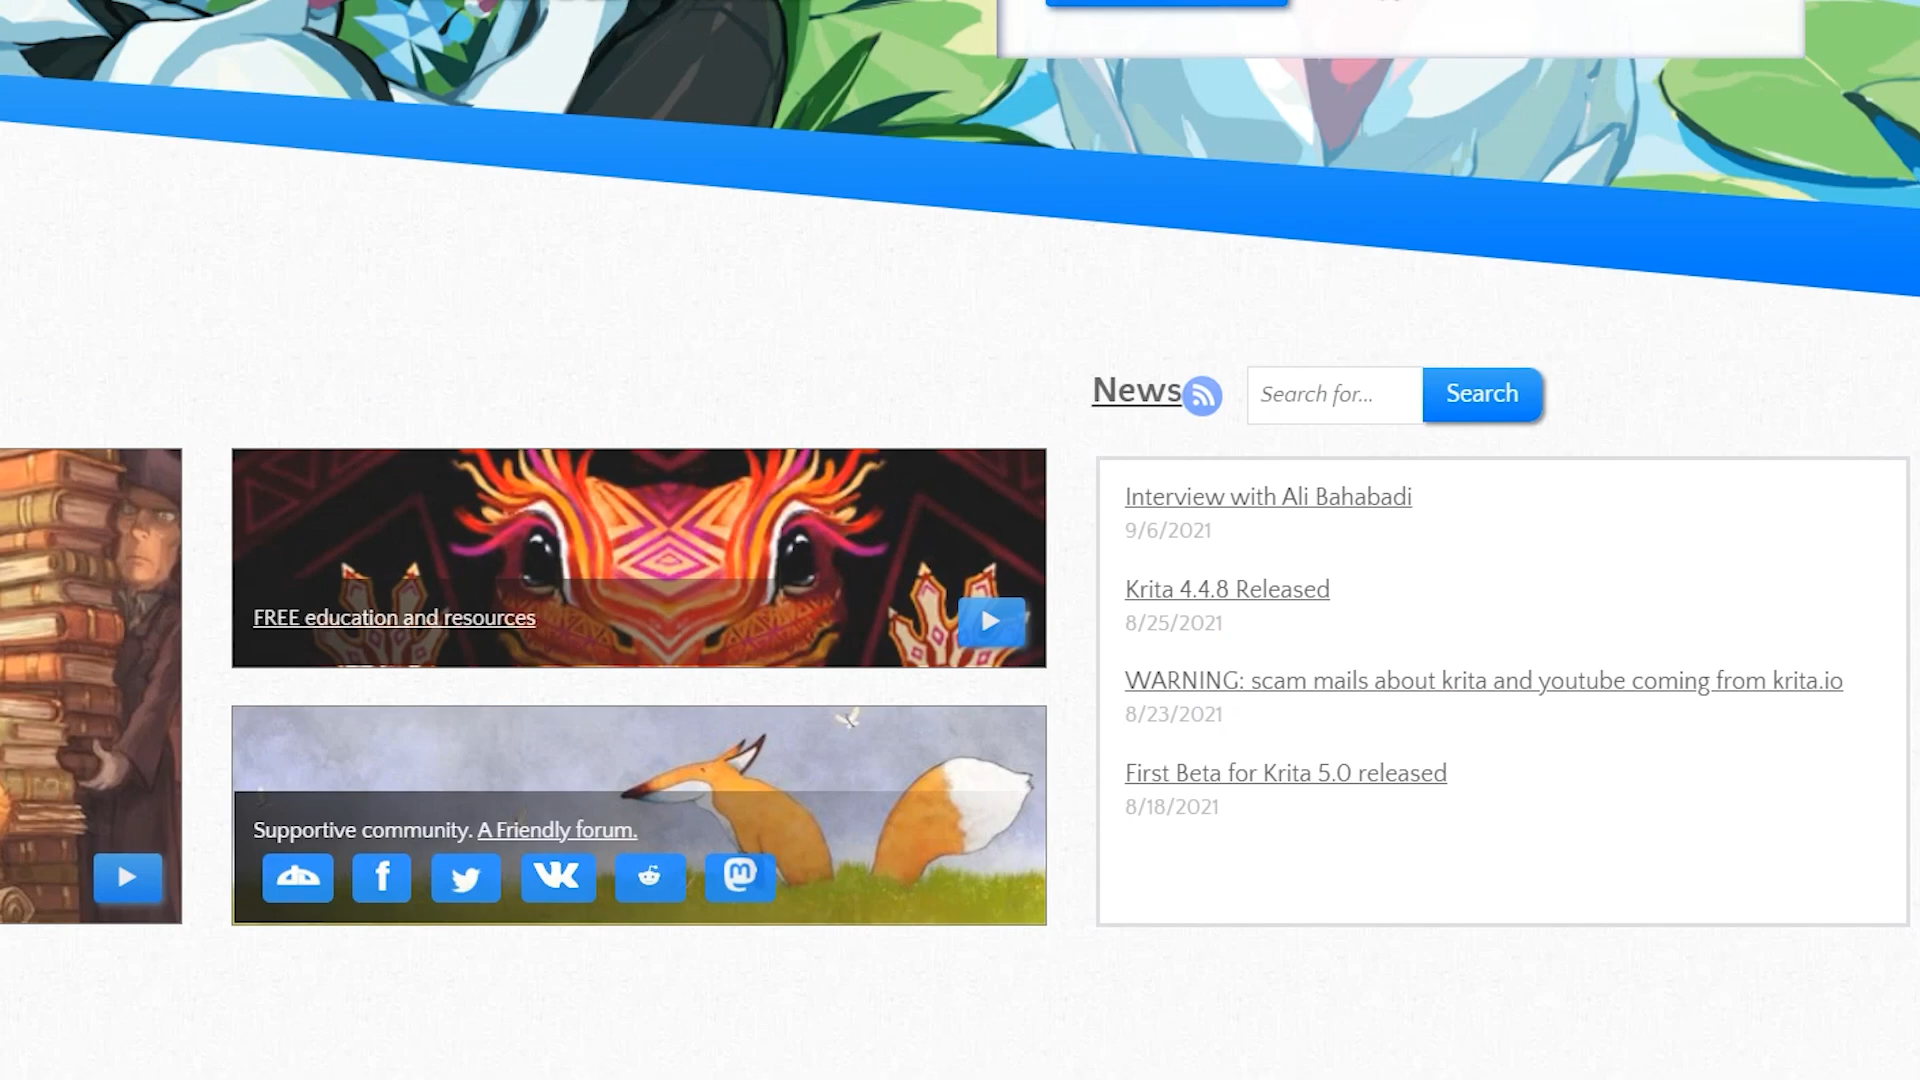 News
Search for...
Search
Interview with Ali Bahabadi
9/6/2021
Krita 4.4.8 Released
8/25/2021
WARNING: scam mails about krita and youtube coming from krita.io
8/23/2021
First Beta for Krita 5.0 released
8/18/2021
FREE education and resources
Supportive community. A Friendly forum.